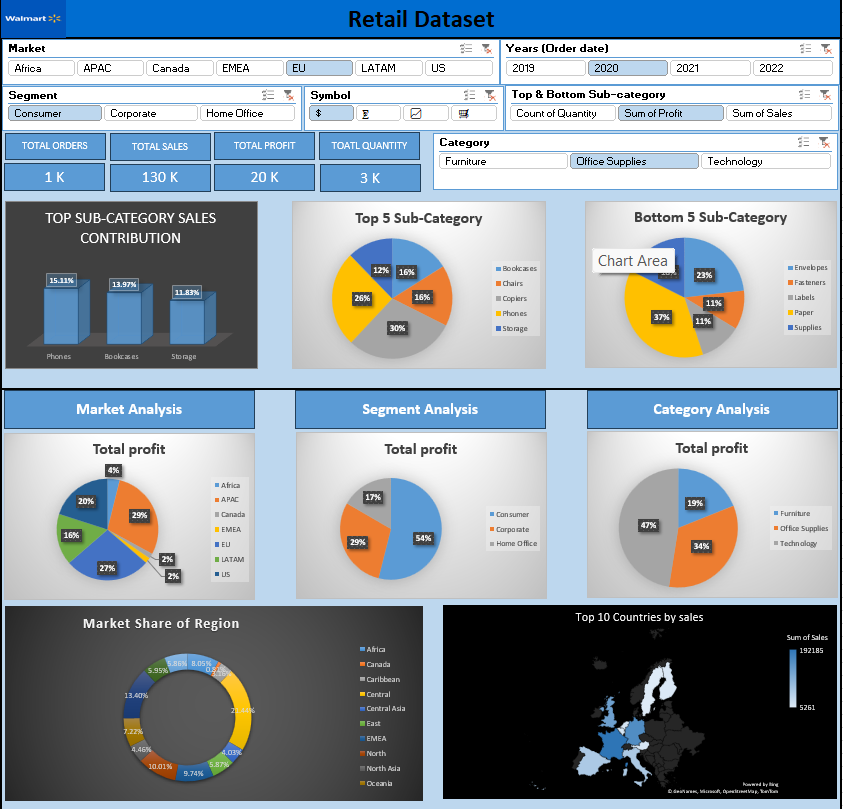 Walmart
Retail Dataset
Market
Africa APAC Canada EMEA EU LATAM US
Years (Order date)
2019 2020 2021 2022
Segment
Consumer Corporate Home Office
Symbol
$
Top & Bottom Sub-category
Count of Quantity Sum of Profit Sum of Sales
TOTAL ORDERS TOTAL SALES TOTAL PROFIT TOATL QUANTITY
1 K 130 K 20 K 3 K
Category
Furniture Office Supplies Technology
TOP SUB-CATEGORY SALES
CONTRIBUTION
15.11%
13.97%
11.83%
Phones Bookcases Storage
Top 5 Sub-Category
12% 16%
26% 16%
30%
Bookcases
Chairs
Copiers
Phones
Storage
Bottom 5 Sub-Category
Chart Area
23%
11%
37% 11%
Envelopes
Fasteners
Labels
Paper
Supplies
Market Analysis
Segment Analysis
Category Analysis
Total profit
4%
20%
29%
16%
2%
27% 2%
Africa
APAC
Canada
EMEA
EU
LATAM
US
Total profit
17%
29% 54%
Consumer
Corporate
Home Office
Total profit
19%
47%
34%
Furniture
Office Supplies
Technology
Market Share of Region
5.95% 5.86% 8.05%
13.40%
7.22%
4.46% 4.03%
10.01% 9.74% 5.87%
Africa
Canada
Caribbean
Central
Central Asia
East
EMEA
North
North Asia
Oceania
Top 10 Countries by sales
Sum of Sales
192185
5261
Powered by Bing
© GeoNames, Microsoft, OpenStreetMap, TomTom